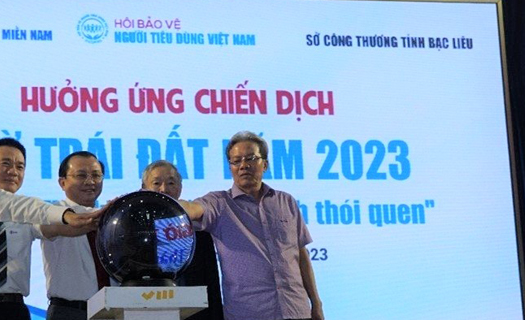 MIỀN NAM
HỘI BẢO VỆ
NGƯỜI TIÊU DÙNG VIỆT NAM
SỞ CÔNG THƯƠNG TỈNH BẠC LIÊU
HƯỞNG ỨNG CHIẾN DỊCH
TRÁI ĐẤT NĂM 2023
thói quen"
023